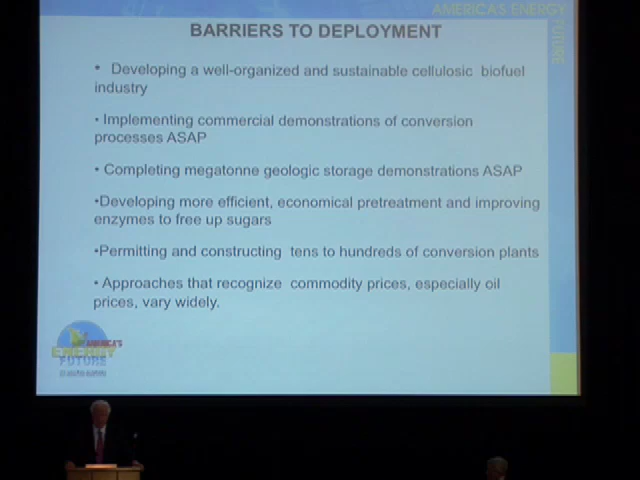 AMERICA'S ENERGY
FUTURE
BARRIERS TO DEPLOYMENT
• Developing a well-organized and sustainable cellulosic biofuel
industry
• Implementing commercial demonstrations of conversion
processes ASAP
• Completing megatonne geologic storage demonstrations ASAP
•Developing more efficient, economical pretreatment and improving
enzymes to free up sugars
•Permitting and constructing tens to hundreds of conversion plants
• Approaches that recognize commodity prices, especially oil
prices, vary widely.
AMERICA'S
ENERGY
FUTURE